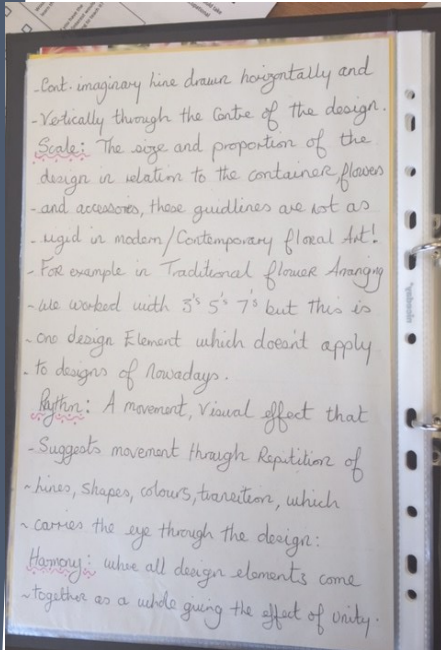 - Cont. imaginary line drawn horizontally and
- Vertically through the Centre of the design.
Scale: The size and proportion of the
design in relation to the container flowers
- and accessories, these guidlines are not as
- rigid in modern/Contemporary floral Art!
- For example in Traditional flower Arranging
- we worked with 3's 5's 7's but this is
- one design Element which doesn't apply
- to designs of Nowadays.
Rythm: A movement, visual effect that
- Suggests movement through Repitition of
~ lines, shapes, colours, transition, which
~ carries the eye through the design:
Harmony: where all design elements come
~ together as a whole giving the effect of unity.